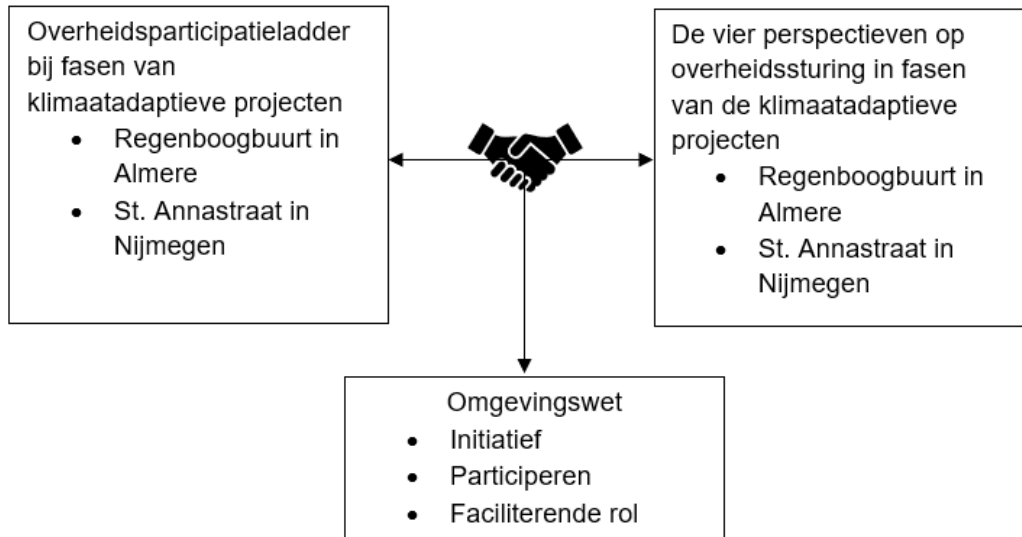 Overheidsparticipatieladder
bij fasen van
klimaatadaptieve projecten
• Regenboogbuurt in
Almere
• St. Annastraat in
Nijmegen
De vier perspectieven op
overheidssturing in fasen
van de klimaatadaptieve
projecten
• Regenboogbuurt in
Almere
• St. Annastraat in
Nijmegen
Omgevingswet
• Initiatief
• Participeren
• Faciliterende rol